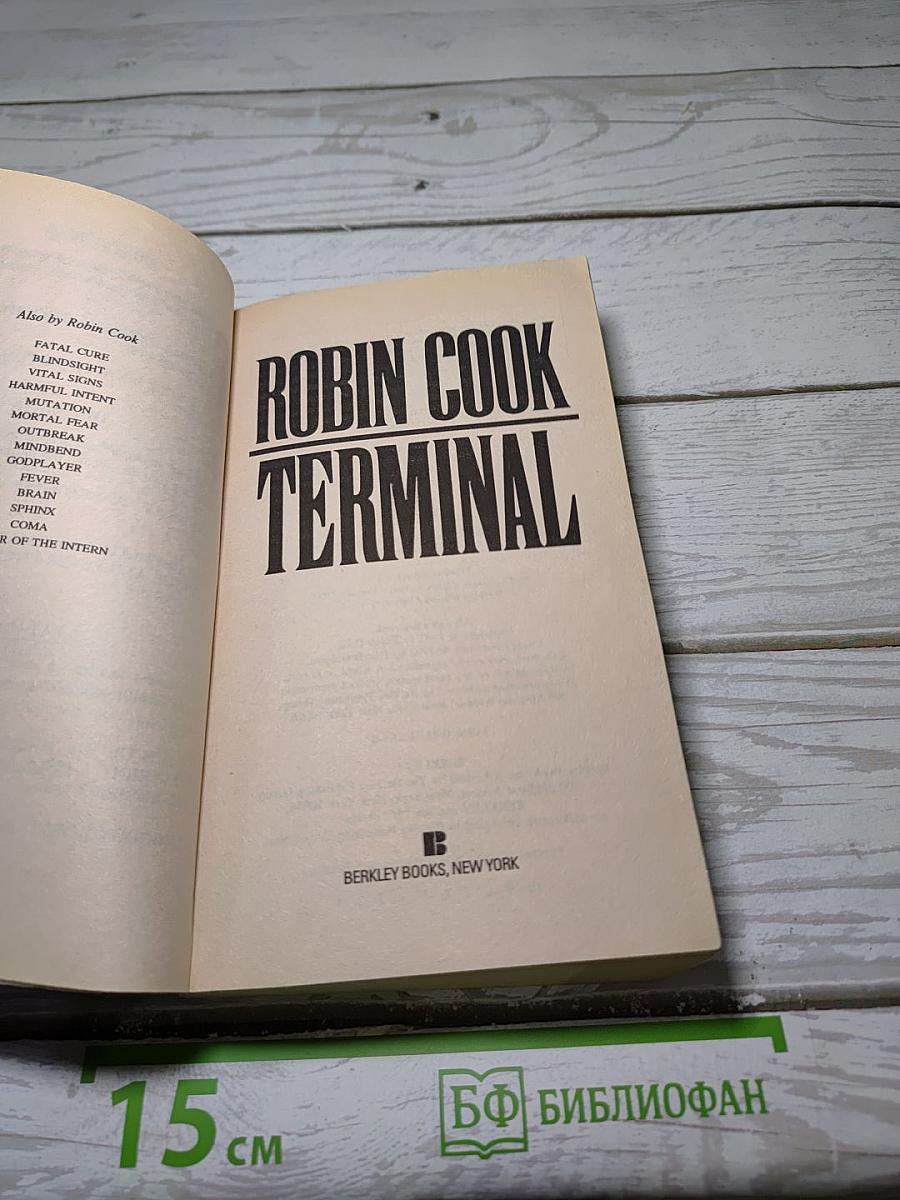 Also by Robin Cook
FATAL CURE
BLINDSIGHT
VITAL SIGNS
HARMFUL INTENT
MUTATION
MORTAL FEAR
OUTBREAK
MINDBEND
GODPLAYER
FEVER
BRAIN
SPHINX
COMA
R OF THE INTERN
ROBIN COOK
TERMINAL
B
BERKLEY BOOKS, NEW YORK
15 см
БФ БИБЛИОФАН